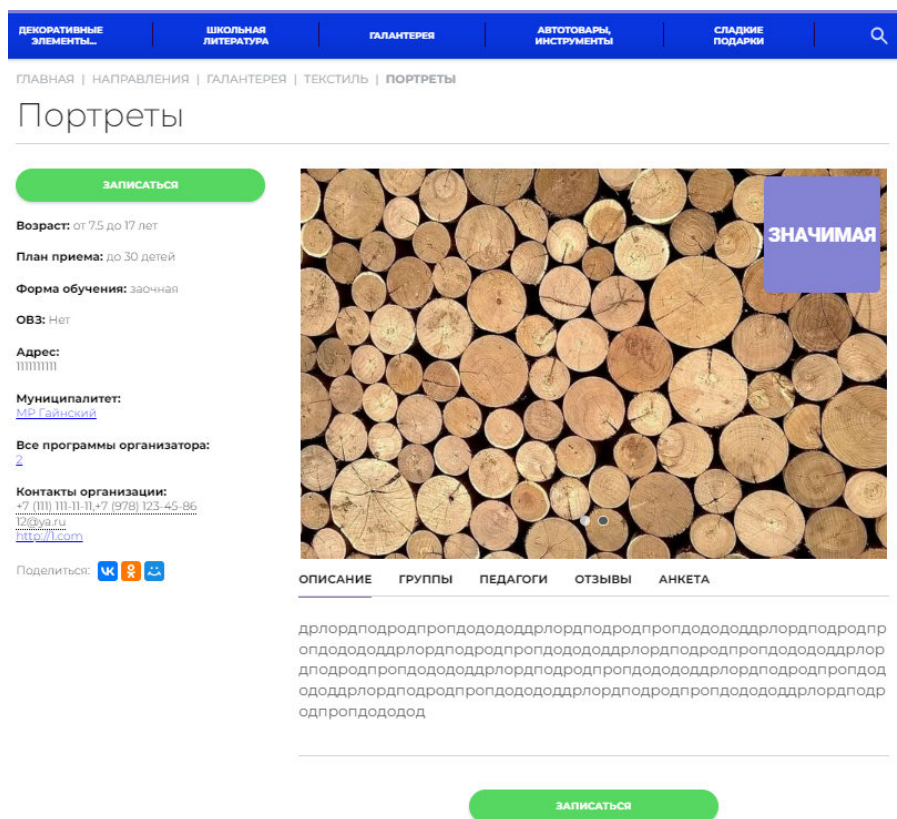 ДЕКОРАТИВНЫЕ
ЭЛЕМЕНТЫ...
ШКОЛЬНАЯ
ЛИТЕРАТУРА
ГАЛАНТЕРЕЯ
АВТОТОВАРЫ,
ИНСТРУМЕНТЫ
СЛАДКИЕ
ПОДАРКИ
ГЛАВНАЯ | НАПРАВЛЕНИЯ | ГАЛАНТЕРЕЯ | ТЕКСТИЛЬ | ПОРТРЕТЫ
Портреты
ЗАПИСАТЬСЯ
Возраст: от 7.5 до 17 лет
План приема: до 30 детей
Форма обучения: заочная
ОВЗ: Нет
Адрес:
1111111111
Муниципалитет:
МР Гайнский
Все программы организатора:
2
Контакты организации:
+7 (111) 111-11-11,+7 (978) 123-45-86
12@ya.ru
http://1.com
Поделиться:
ЗНАЧИМАЯ
ОПИСАНИЕ ГРУППЫ ПЕДАГОГИ ОТЗЫВЫ АНКЕТА
дрлордподродпропдодододдрлордподродпропдодододдрлордподродпр
опдодододдрлордподродпропдодододдрлордподродпропдодододдрлор
дподродпропдодододдрлордподродпропдодододдрлордподродпропдод
ододдрлордподродпропдодододдрлордподродпропдодододдрлордподр
одпропдододод
ЗАПИСАТЬСЯ